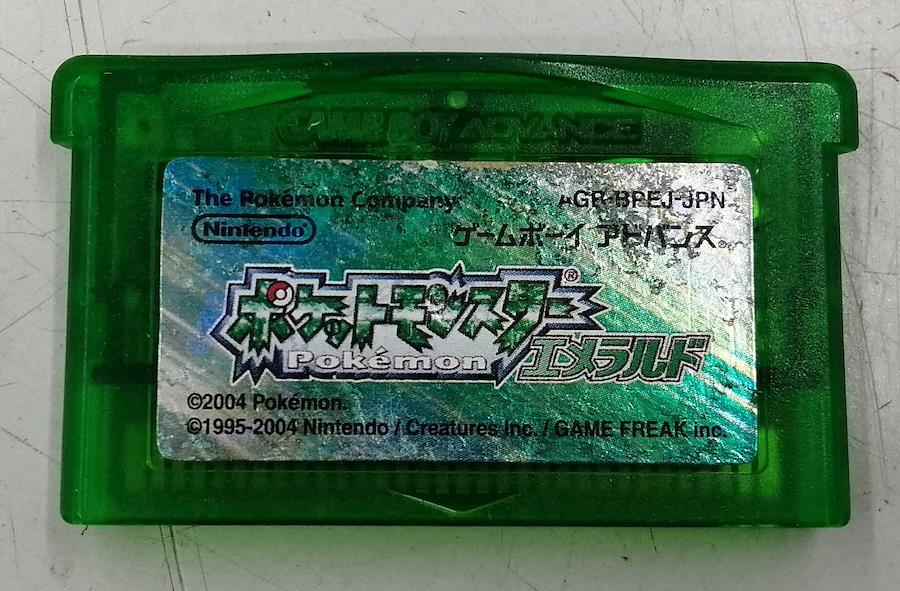 GAME BOY ADVANCE
The Pokémon Company
AGR-BPEJ-JPN
Nintendo®
ゲームボーイ アドバンス®
ポケットモンスター®
Pokémon
エメラルド
©2004 Pokémon.
©1995-2004 Nintendo / Creatures Inc. / GAME FREAK inc.